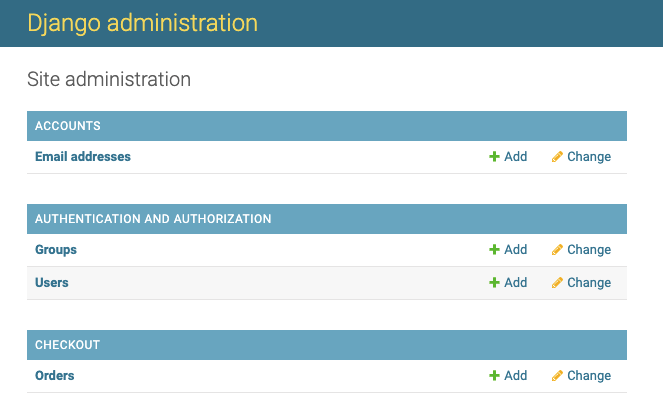 Django administration
Site administration
ACCOUNTS
Email addresses Add Change
AUTHENTICATION AND AUTHORIZATION
Groups Add Change
Users Add Change
CHECKOUT
Orders Add Change